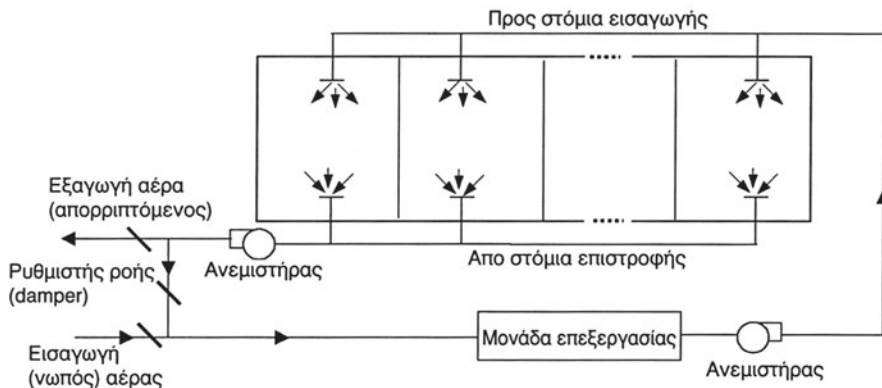 Προς στόμια εισαγωγής
Εξαγωγή αέρα
(απορριπτόμενος)
Ανεμιστήρας
Απο στόμια επιστροφής
Ρυθμιστής ροής
(damper)
Μονάδα επεξεργασίας
Εισαγωγή
(νωπός) αέρας
Ανεμιστήρας